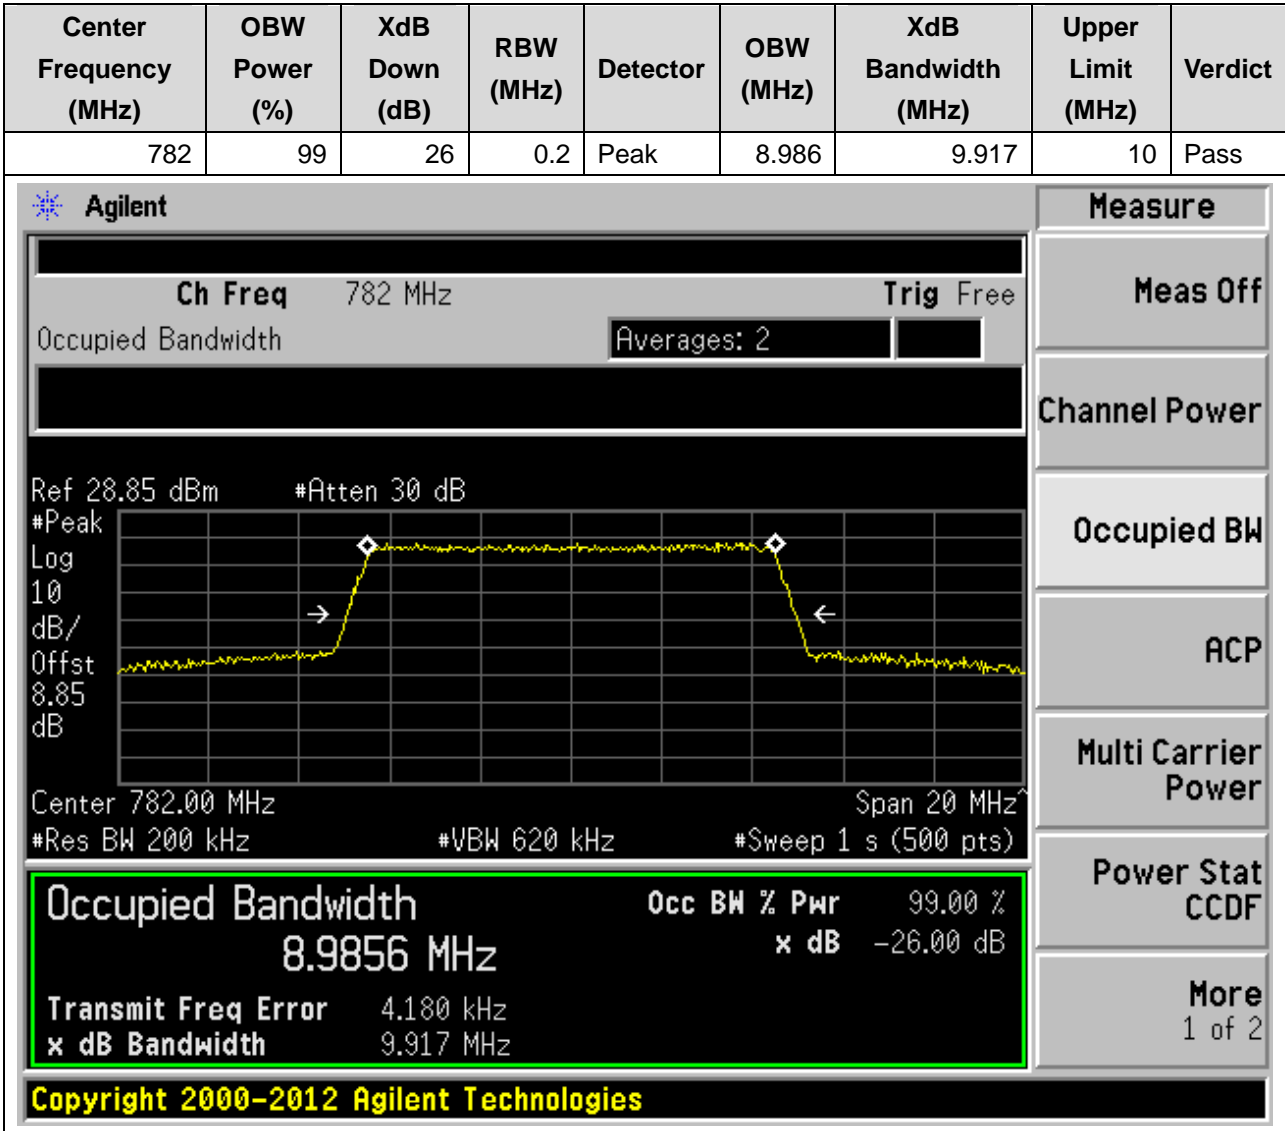 Center Frequency (MHz) OBW Power (%) XdB Down (dB) RBW (MHz) Detector OBW (MHz) XdB Bandwidth (MHz) Upper Limit (MHz) Verdict
782 99 26 0.2 Peak 8.986 9.917 10 Pass
Agilent
Measure
Ch Freq 782 MHz Trig Free
Meas Off
Occupied Bandwidth Averages: 2
Channel Power
Ref 28.85 dBm #Atten 30 dB
#Peak
Log
10
dB/
Offst
8.85
dB
Occupied BW
ACP
Multi Carrier
Power
Center 782.00 MHz Span 20 MHz^
#Res BW 200 kHz #VBW 620 kHz #Sweep 1 s (500 pts)
Power Stat
CCDF
Occupied Bandwidth Occ BW % Pwr 99.00 %
8.9856 MHz x dB -26.00 dB
Transmit Freq Error 4.180 kHz
x dB Bandwidth 9.917 MHz
More
1 of 2
Copyright 2000-2012 Agilent Technologies